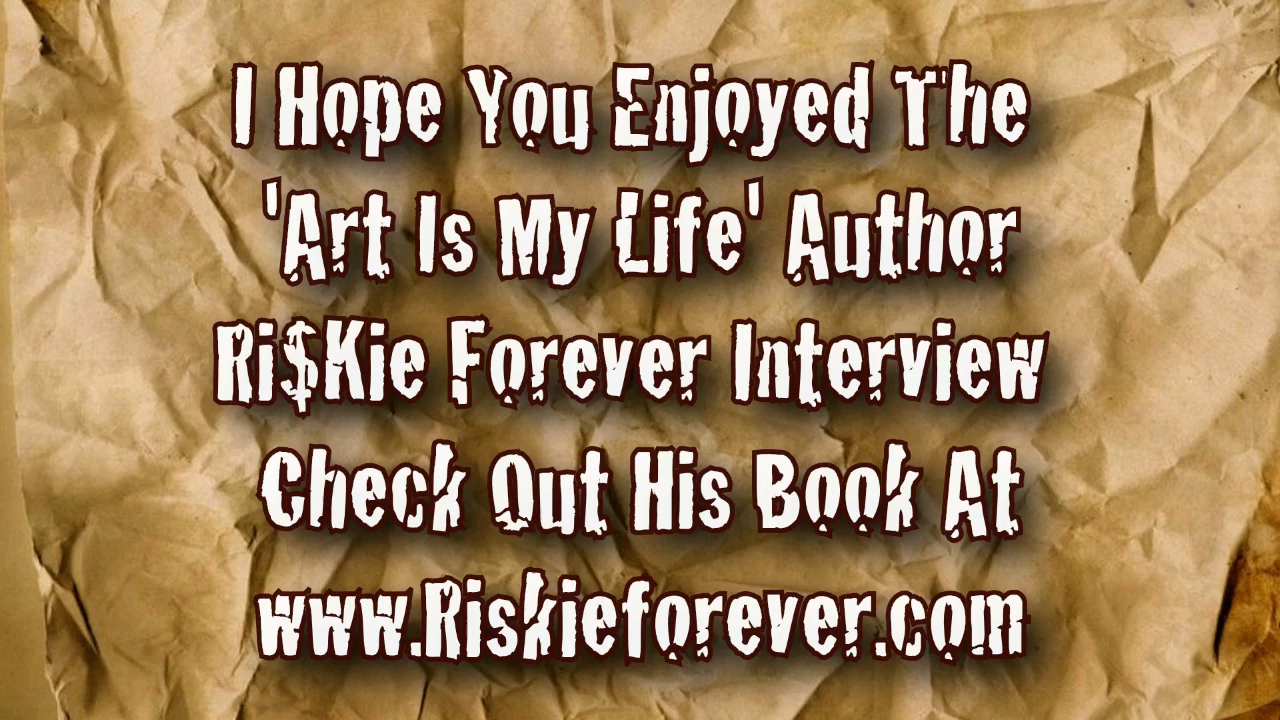 I Hope You Enjoyed The
'Art Is My Life' Author
Ri$Kie Forever Interview
Check Out His Book At
www.Riskieforever.com